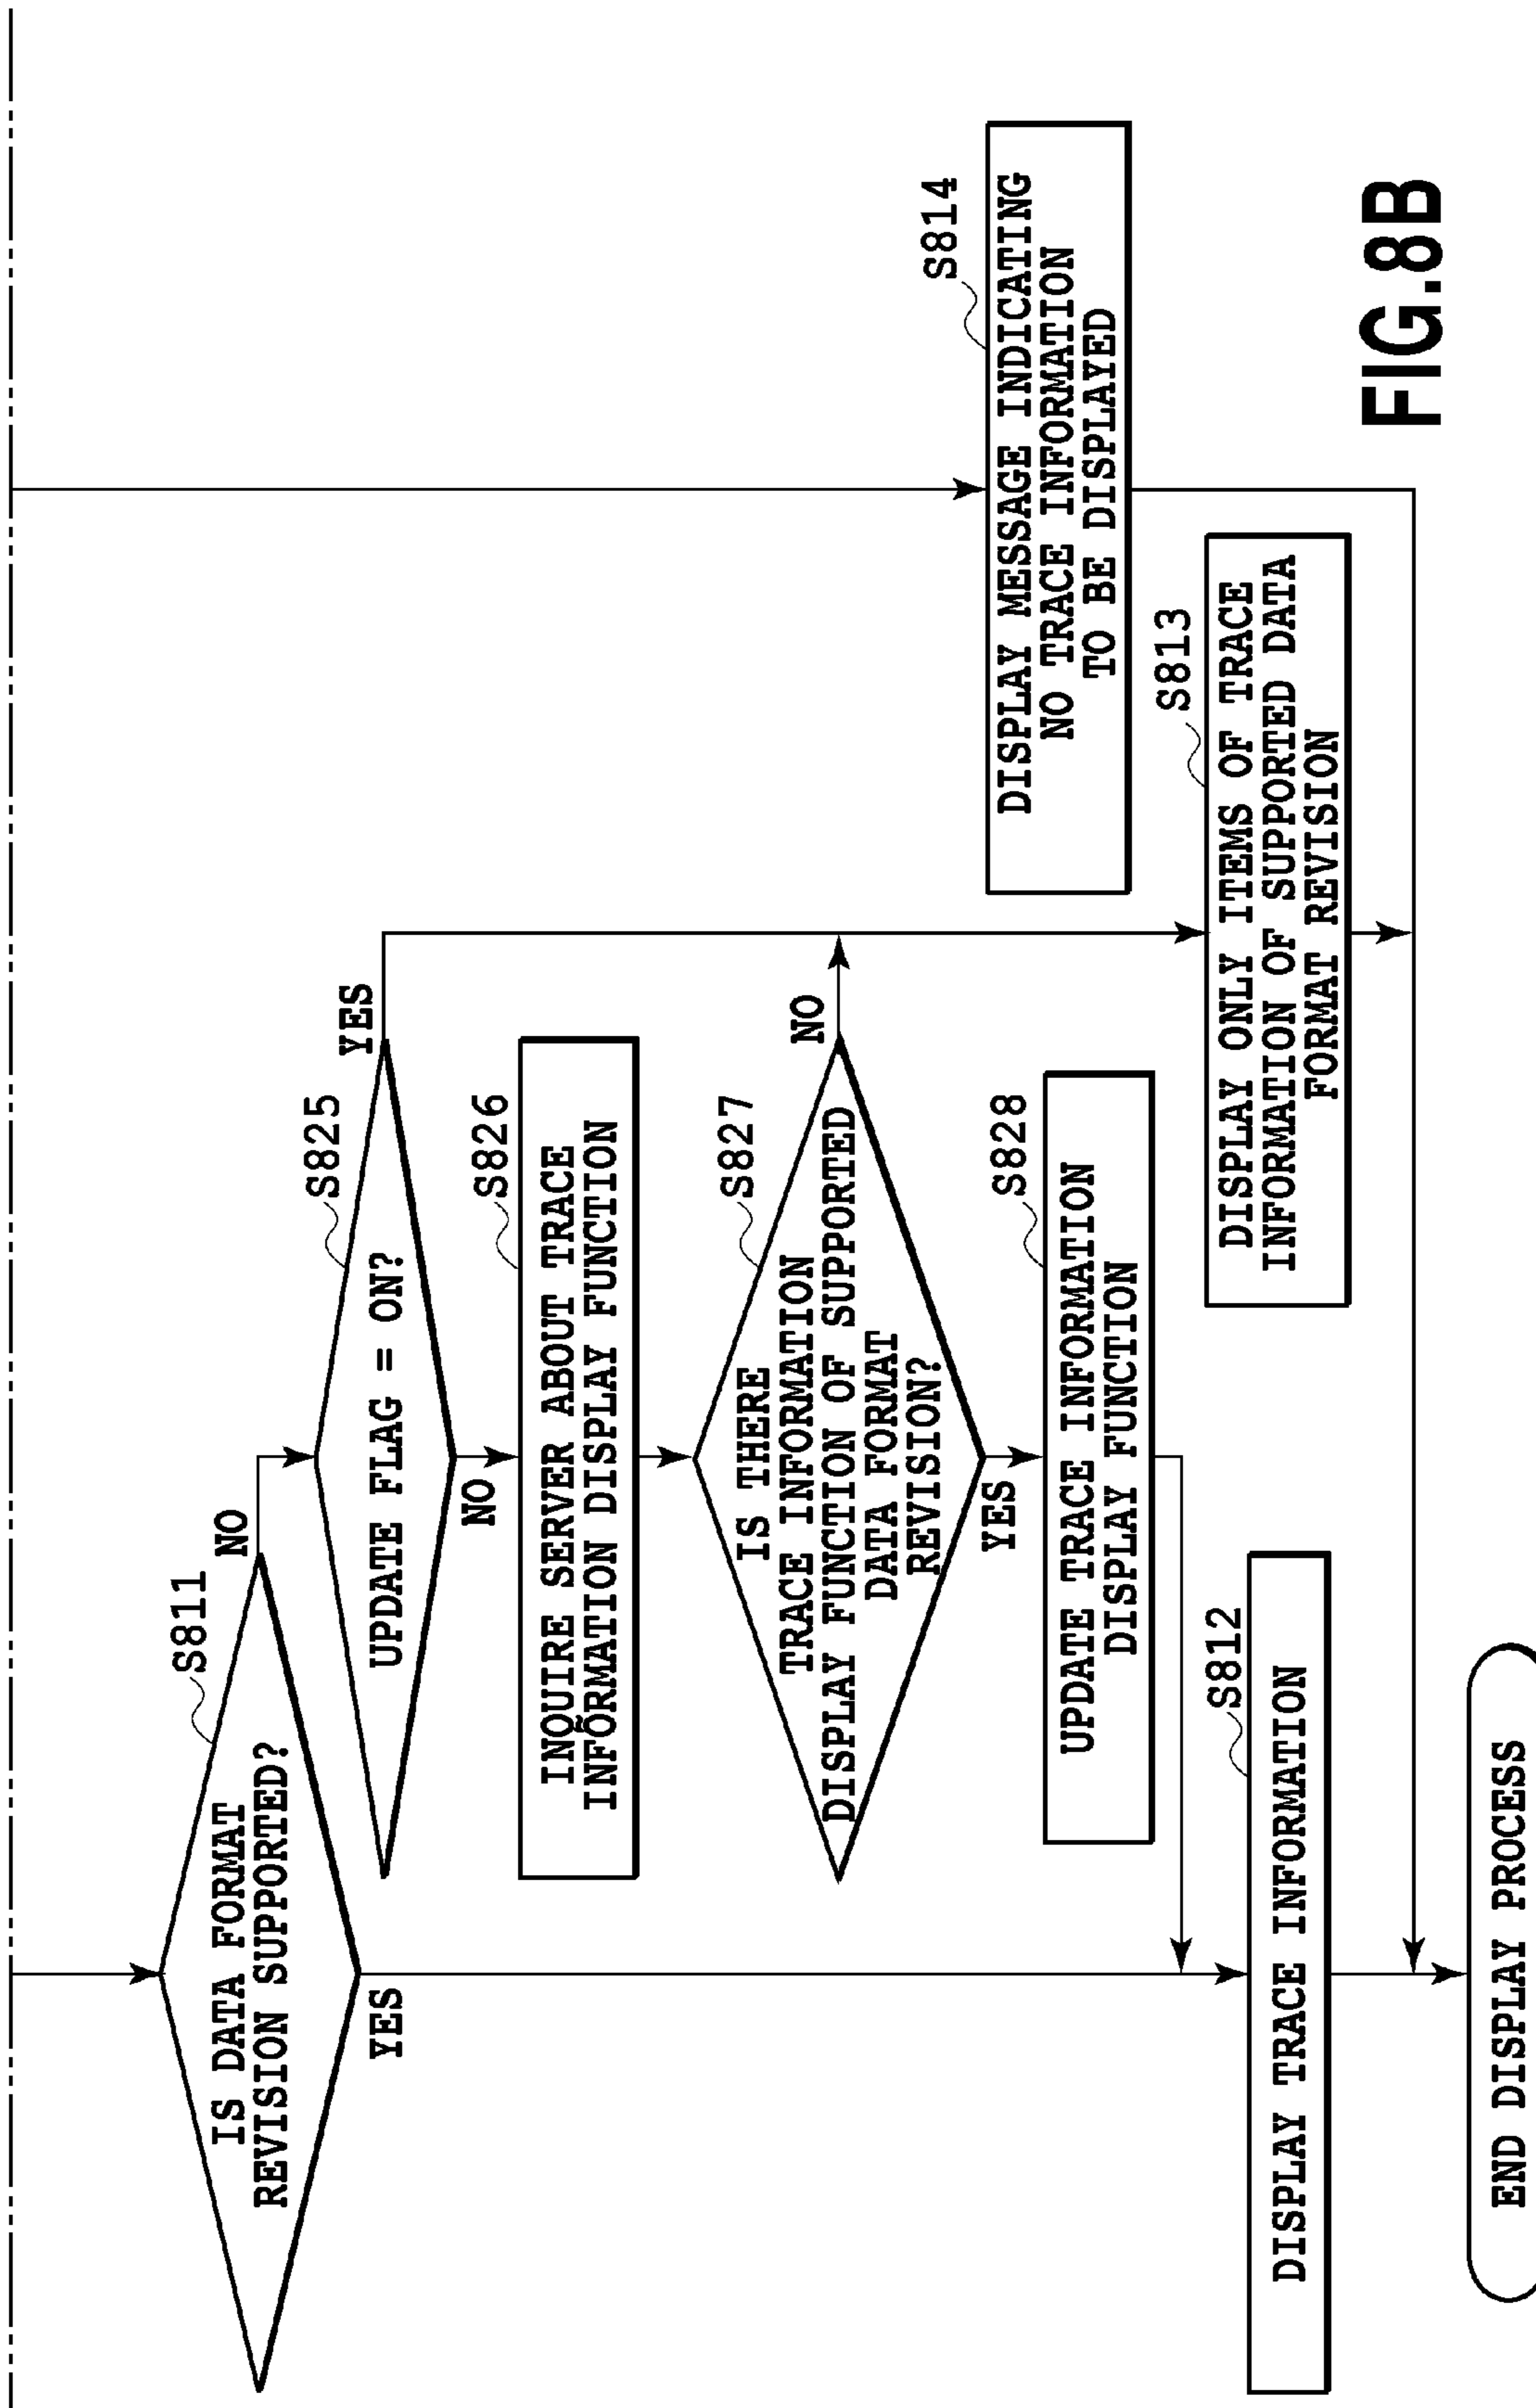 S811
IS DATA FORMAT
REVISION SUPPORTED?
NO
YES
S825
UPDATE FLAG = ON?
YES
NO
S826
INQUIRE SERVER ABOUT TRACE
INFORMATION DISPLAY FUNCTION
S827
IS THERE
TRACE INFORMATION
DISPLAY FUNCTION OF SUPPORTED
DATA FORMAT
REVISION?
NO
YES
S828
UPDATE TRACE INFORMATION
DISPLAY FUNCTION
S814
DISPLAY MESSAGE INDICATING
NO TRACE INFORMATION
TO BE DISPLAYED
S813
DISPLAY ONLY ITEMS OF TRACE
INFORMATION OF SUPPORTED DATA
FORMAT REVISION
S812
DISPLAY TRACE INFORMATION
END DISPLAY PROCESS
FIG.8B